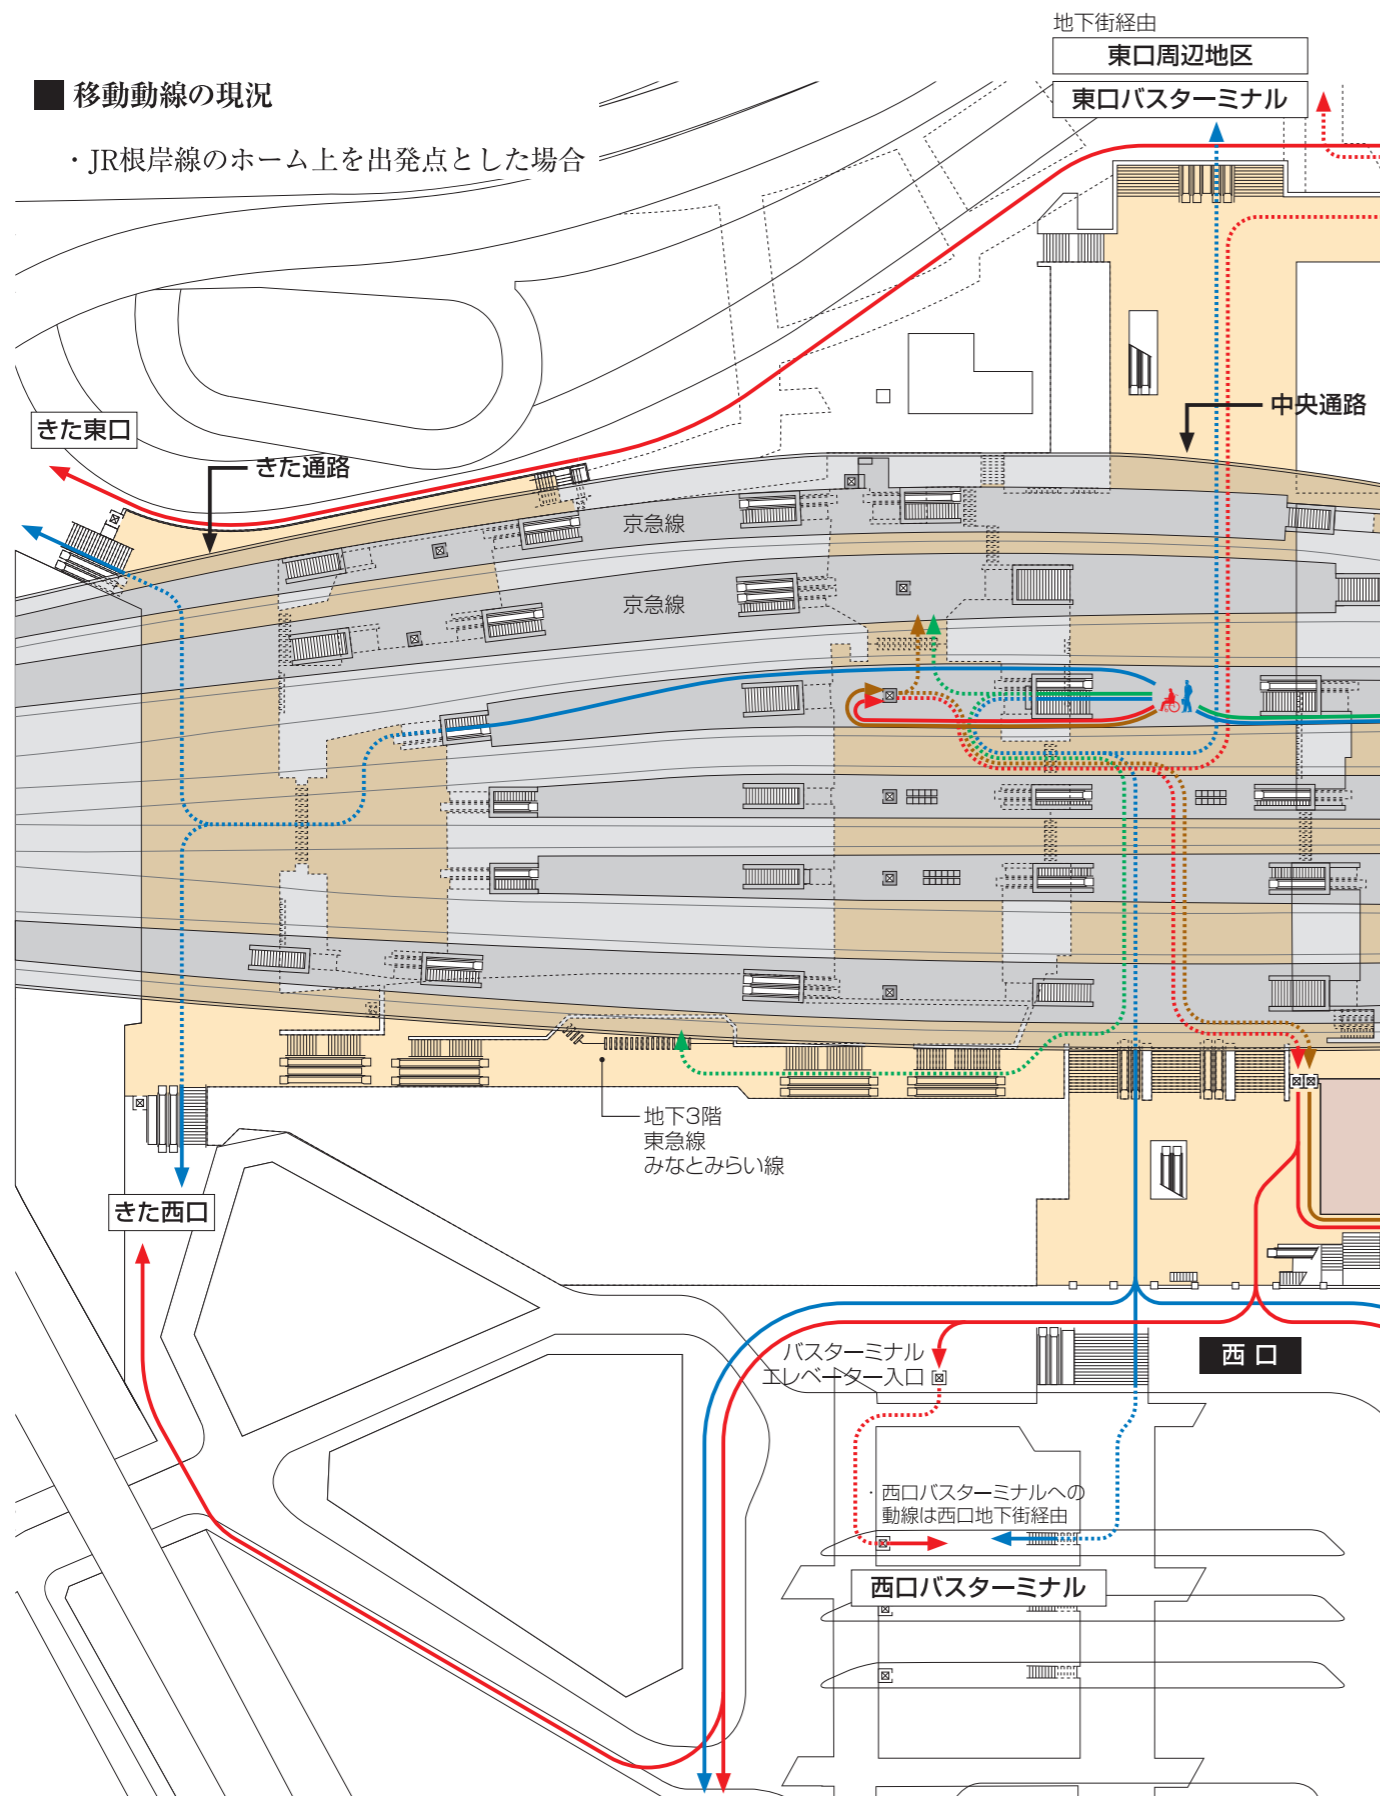 地下街経由
東口周辺地区
東口バスターミナル
■ 移動動線の現況
・JR根岸線のホーム上を出発点とした場合
中央通路
きた東口
きた通路
京急線
京急線
地下3階
東急線
みなとみらい線
きた西口
バスターミナル
エレベーター入口
西口
・西口バスターミナルへの
動線は西口地下街経由
西口バスターミナル